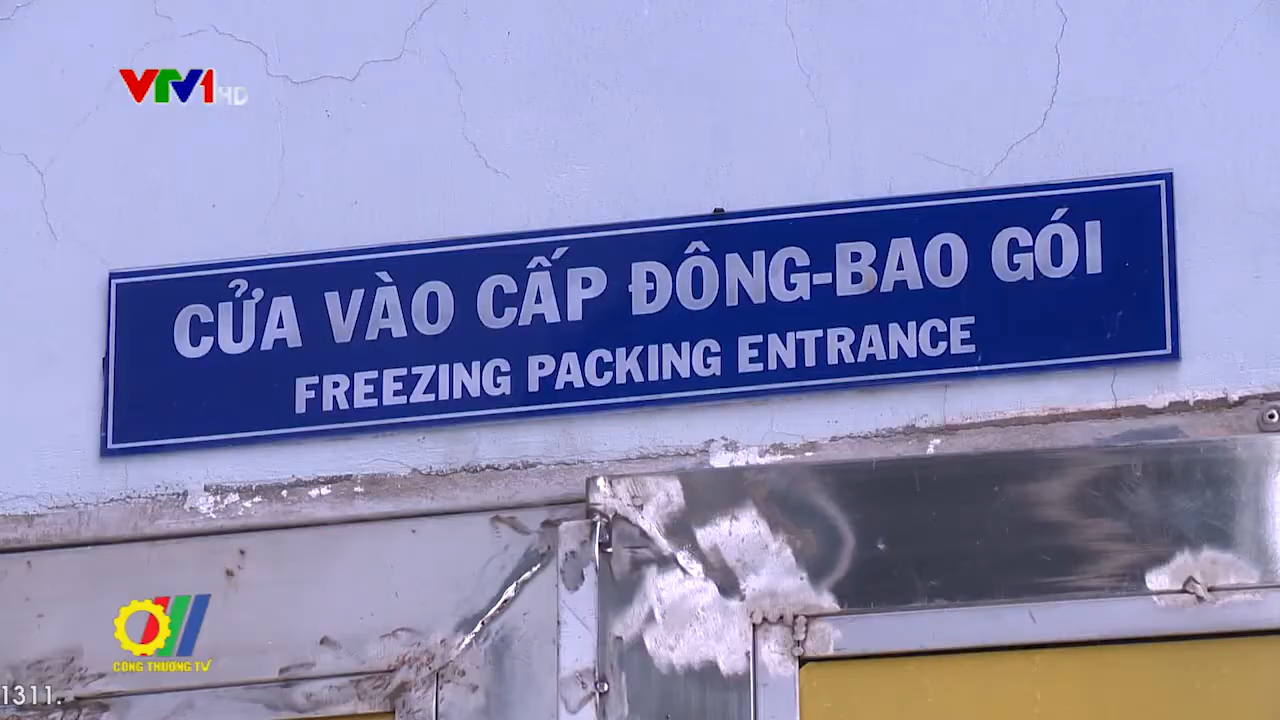 VTV1 HD
CỬA VÀO CẤP ĐÔNG-BAO GÓI
FREEZING PACKING ENTRANCE
CÔNG THƯƠNG TV
1311.